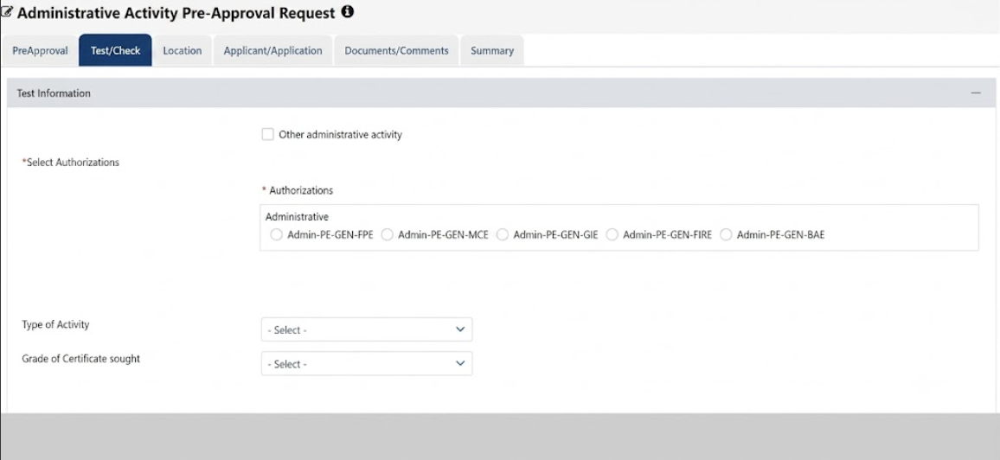 Administrative Activity Pre-Approval Request
PreApproval Test/Check Location Applicant/Application Documents/Comments Summary
Test Information
Other administrative activity
*Select Authorizations
* Authorizations
Administrative
Admin-PE-GEN-FPE Admin-PE-GEN-MCE Admin-PE-GEN-GIE Admin-PE-GEN-FIRE Admin-PE-GEN-BAE
Type of Activity - Select -
Grade of Certificate sought - Select -